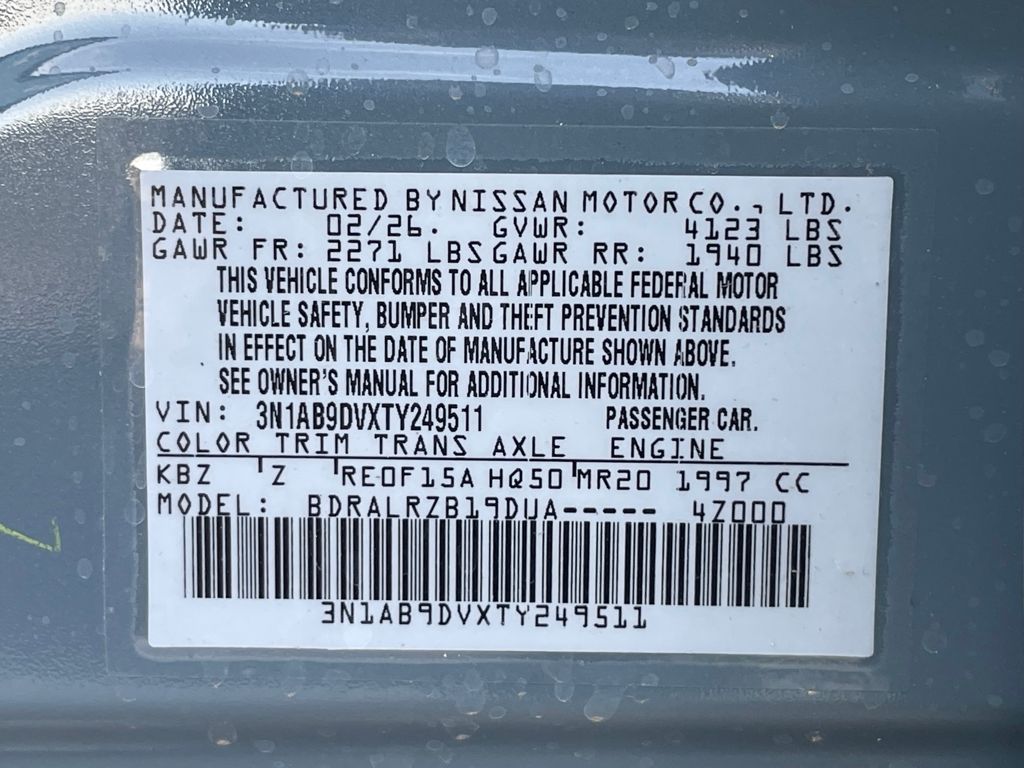 MANUFACTURED BY NISSAN MOTOR CO., LTD.
DATE: 02/26. GVWR: 4123 LBS
GAWR FR: 2271 LBS GAWR RR: 1940 LBS
THIS VEHICLE CONFORMS TO ALL APPLICABLE FEDERAL MOTOR
VEHICLE SAFETY, BUMPER AND THEFT PREVENTION STANDARDS
IN EFFECT ON THE DATE OF MANUFACTURE SHOWN ABOVE.
SEE OWNER'S MANUAL FOR ADDITIONAL INFORMATION.
VIN: 3N1AB9DVXTY249511 PASSENGER CAR.
COLOR TRIM TRANS AXLE ENGINE
KBZ Z RE0F15A HQ50 MR20 1997 CC
MODEL: BDRALRZB19DUA----- 4Z000
3N1AB9DVXTY249511